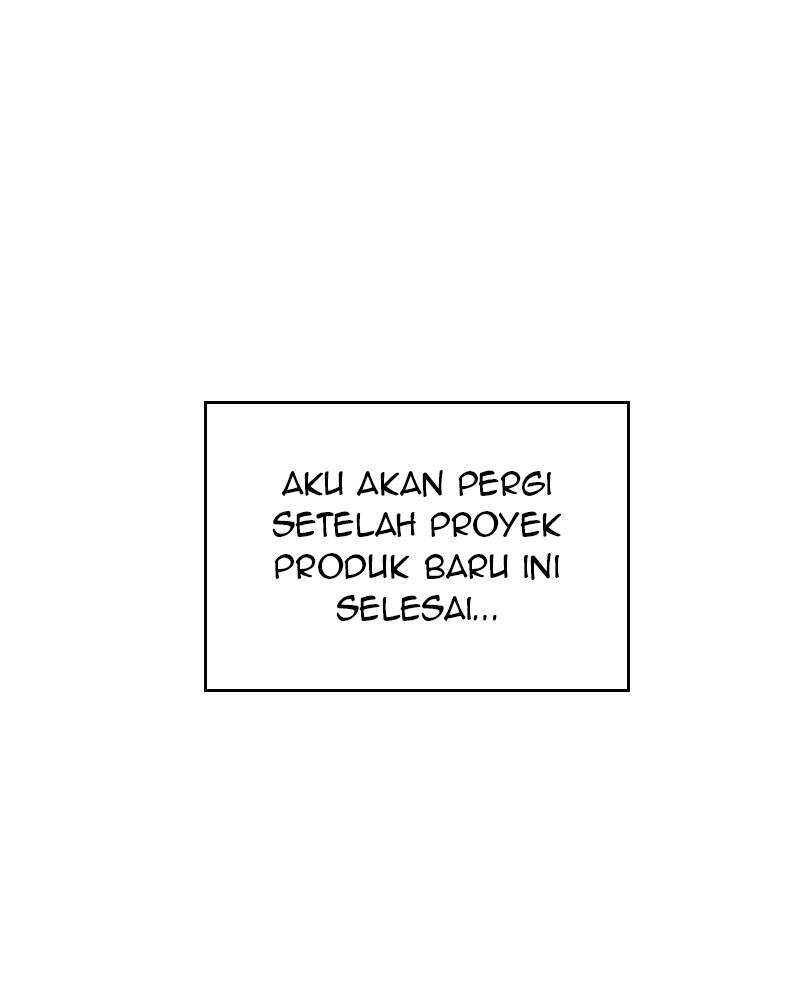 AKU AKAN PERGI
SETELAH PROYEK
PRODUK BARU INI
SELESAI...